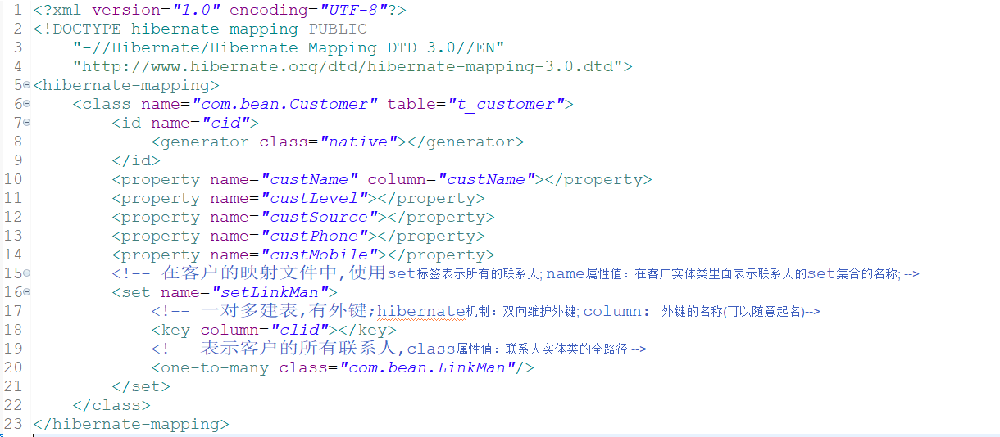 1 <?xml version="1.0" encoding="UTF-8"?>
2 <!DOCTYPE hibernate-mapping PUBLIC
3     "-//Hibernate/Hibernate Mapping DTD 3.0//EN"
4     "http://www.hibernate.org/dtd/hibernate-mapping-3.0.dtd">
5 <hibernate-mapping>
6     <class name="com.bean.Customer" table="t_customer">
7         <id name="cid">
8             <generator class="native"></generator>
9         </id>
10         <property name="custName" column="custName"></property>
11         <property name="custLevel"></property>
12         <property name="custSource"></property>
13         <property name="custPhone"></property>
14         <property name="custMobile"></property>
15         <!-- 在客户的映射文件中,使用set标签表示所有的联系人; name属性值：在客户实体类里面表示联系人的set集合的名称; -->
16         <set name="setLinkMan">
17             <!-- 一对多建表,有外键;hibernate机制：双向维护外键; column: 外键的名称(可以随意起名)-->
18             <key column="clid"></key>
19             <!-- 表示客户的所有联系人,class属性值：联系人实体类的全路径 -->
20             <one-to-many class="com.bean.LinkMan"/>
21         </set>
22     </class>
23 </hibernate-mapping>